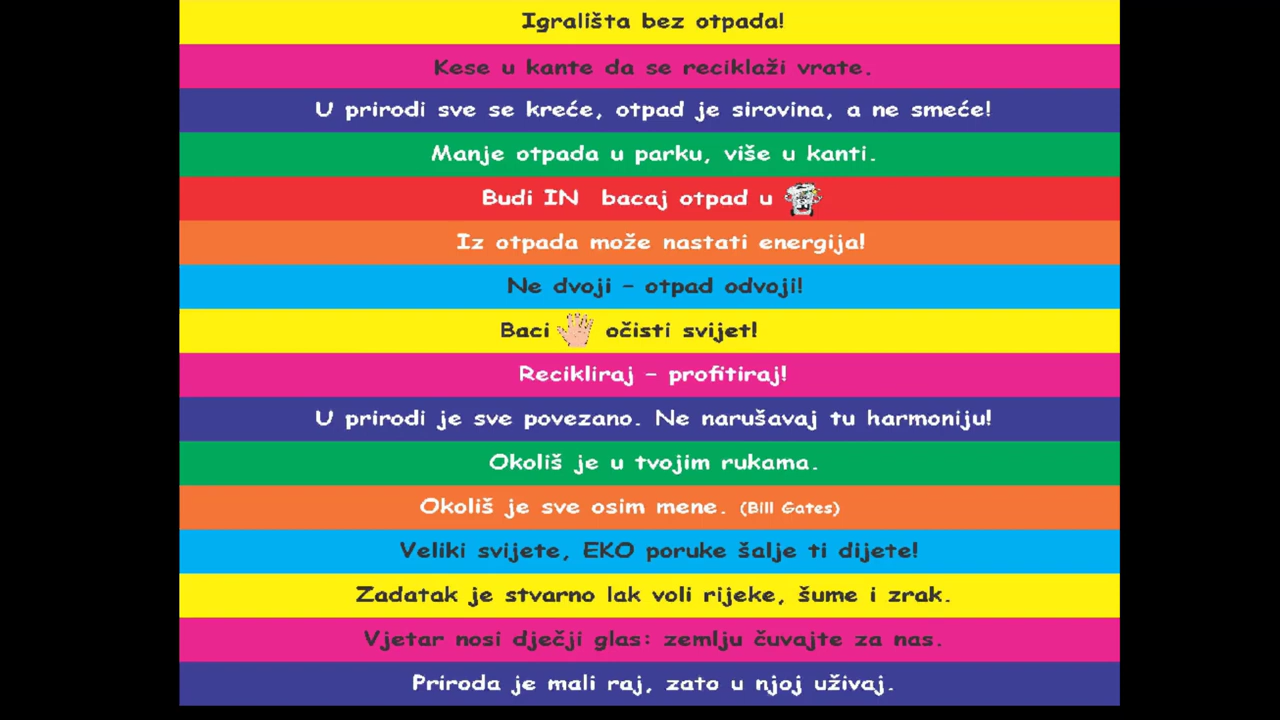 Igrališta bez otpada!
Kese u kante da se reciklaži vrate.
U prirodi sve se kreće, otpad je sirovina, a ne smeće!
Manje otpada u parku, više u kanti.
Budi IN bacaj otpad u
Iz otpada može nastati energija!
Ne dvoji – otpad odvoji!
Baci očisti svijet!
Recikliraj – profitiraj!
U prirodi je sve povezano. Ne narušavaj tu harmoniju!
Okoliš je u tvojim rukama.
Okoliš je sve osim mene. (Bill Gates)
Veliki svijete, EKO poruke šalje ti dijete!
Zadatak je stvarno lak voli rijeke, šume i zrak.
Vjetar nosi dječji glas: zemlju čuvajte za nas.
Priroda je mali raj, zato u njoj uživaj.